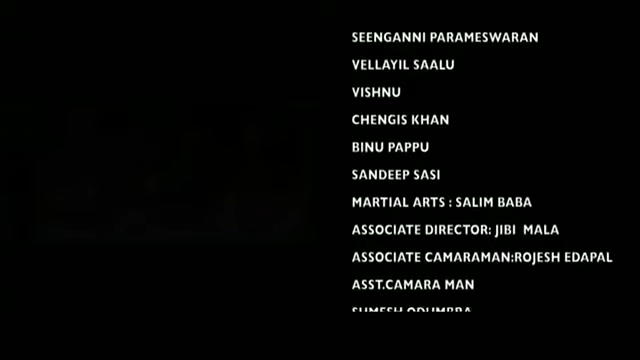 SEENGANNI PARAMESWARAN
VELLAYIL SAALU
VISHNU
CHENGIS KHAN
BINU PAPPU
SANDEEP SASI
MARTIAL ARTS : SALIM BABA
ASSOCIATE DIRECTOR: JIBI MALA
ASSOCIATE CAMARAMAN:ROJESH EDAPAL
ASST.CAMARA MAN